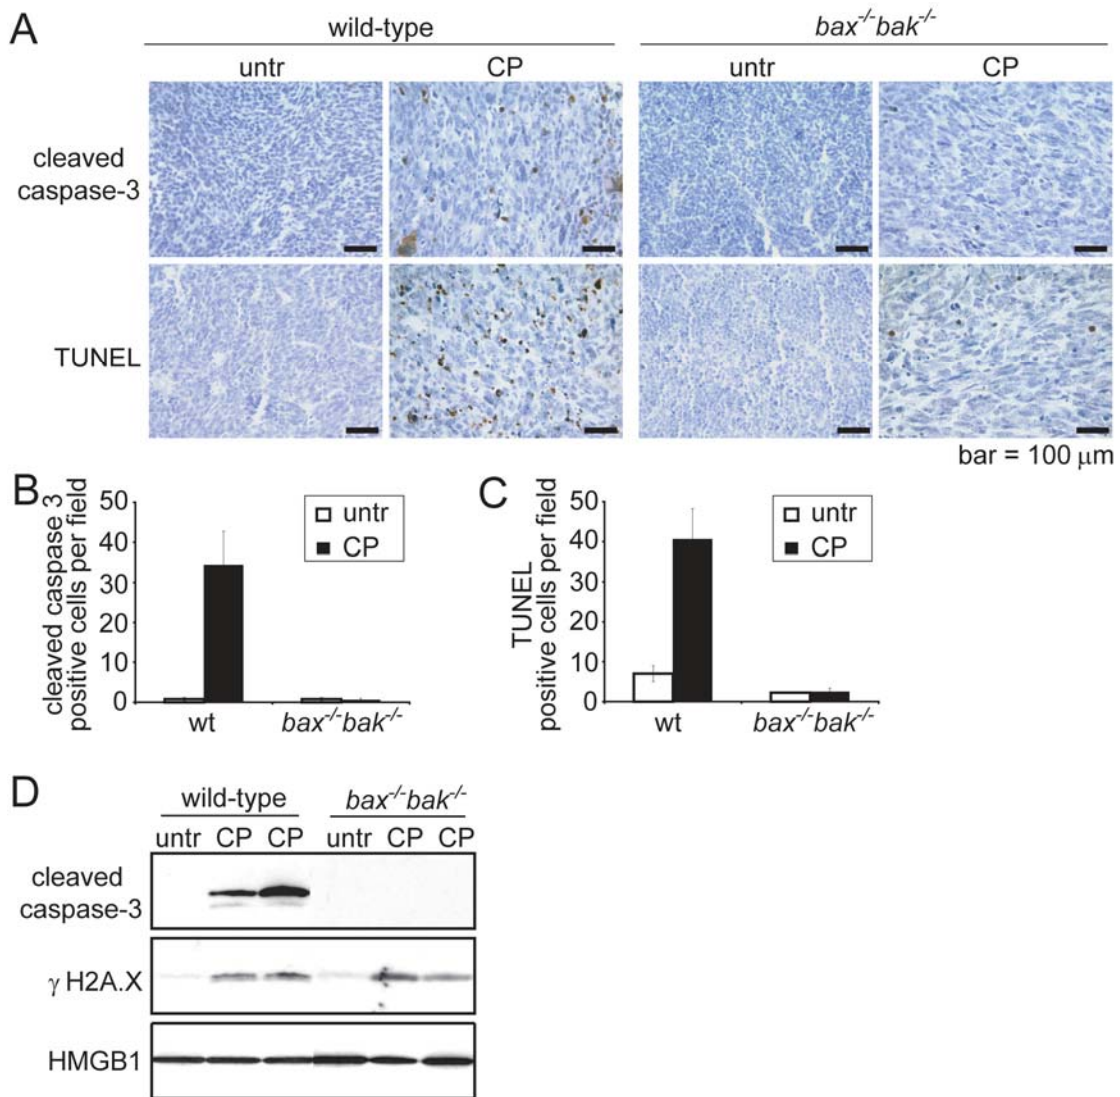 A
wild-type
bax-/-bak-/-
untr
CP
untr
CP
cleaved
caspase-3
TUNEL
bar = 100 μm
B
cleaved caspase 3
positive cells per field
50
40
30
20
10
0
untr
CP
wt
bax-/-bak-/-
C
TUNEL
positive cells per field
50
40
30
20
10
0
untr
CP
wt
bax-/-bak-/-
D
wild-type
bax-/-bak-/-
untr CP CP untr CP CP
cleaved
caspase-3
γ H2A.X
HMGB1